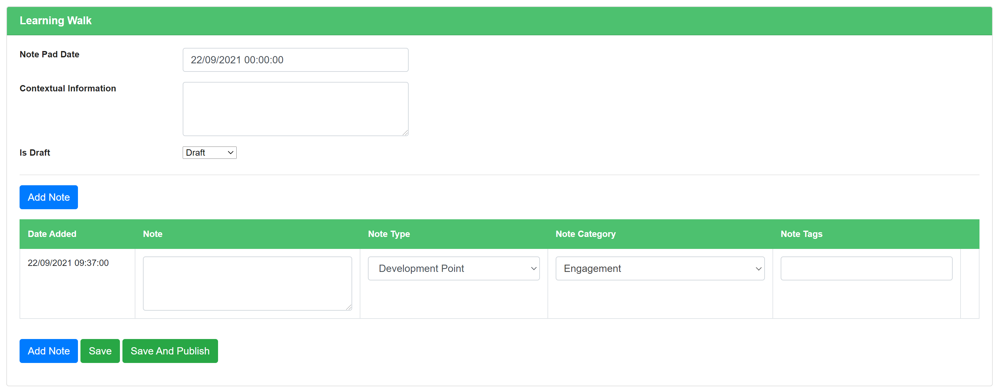 Learning Walk
Note Pad Date
22/09/2021 00:00:00
Contextual Information
Is Draft
Draft
Add Note
Date Added Note Note Type Note Category Note Tags
22/09/2021 09:37:00 Development Point Engagement
Add Note Save Save And Publish